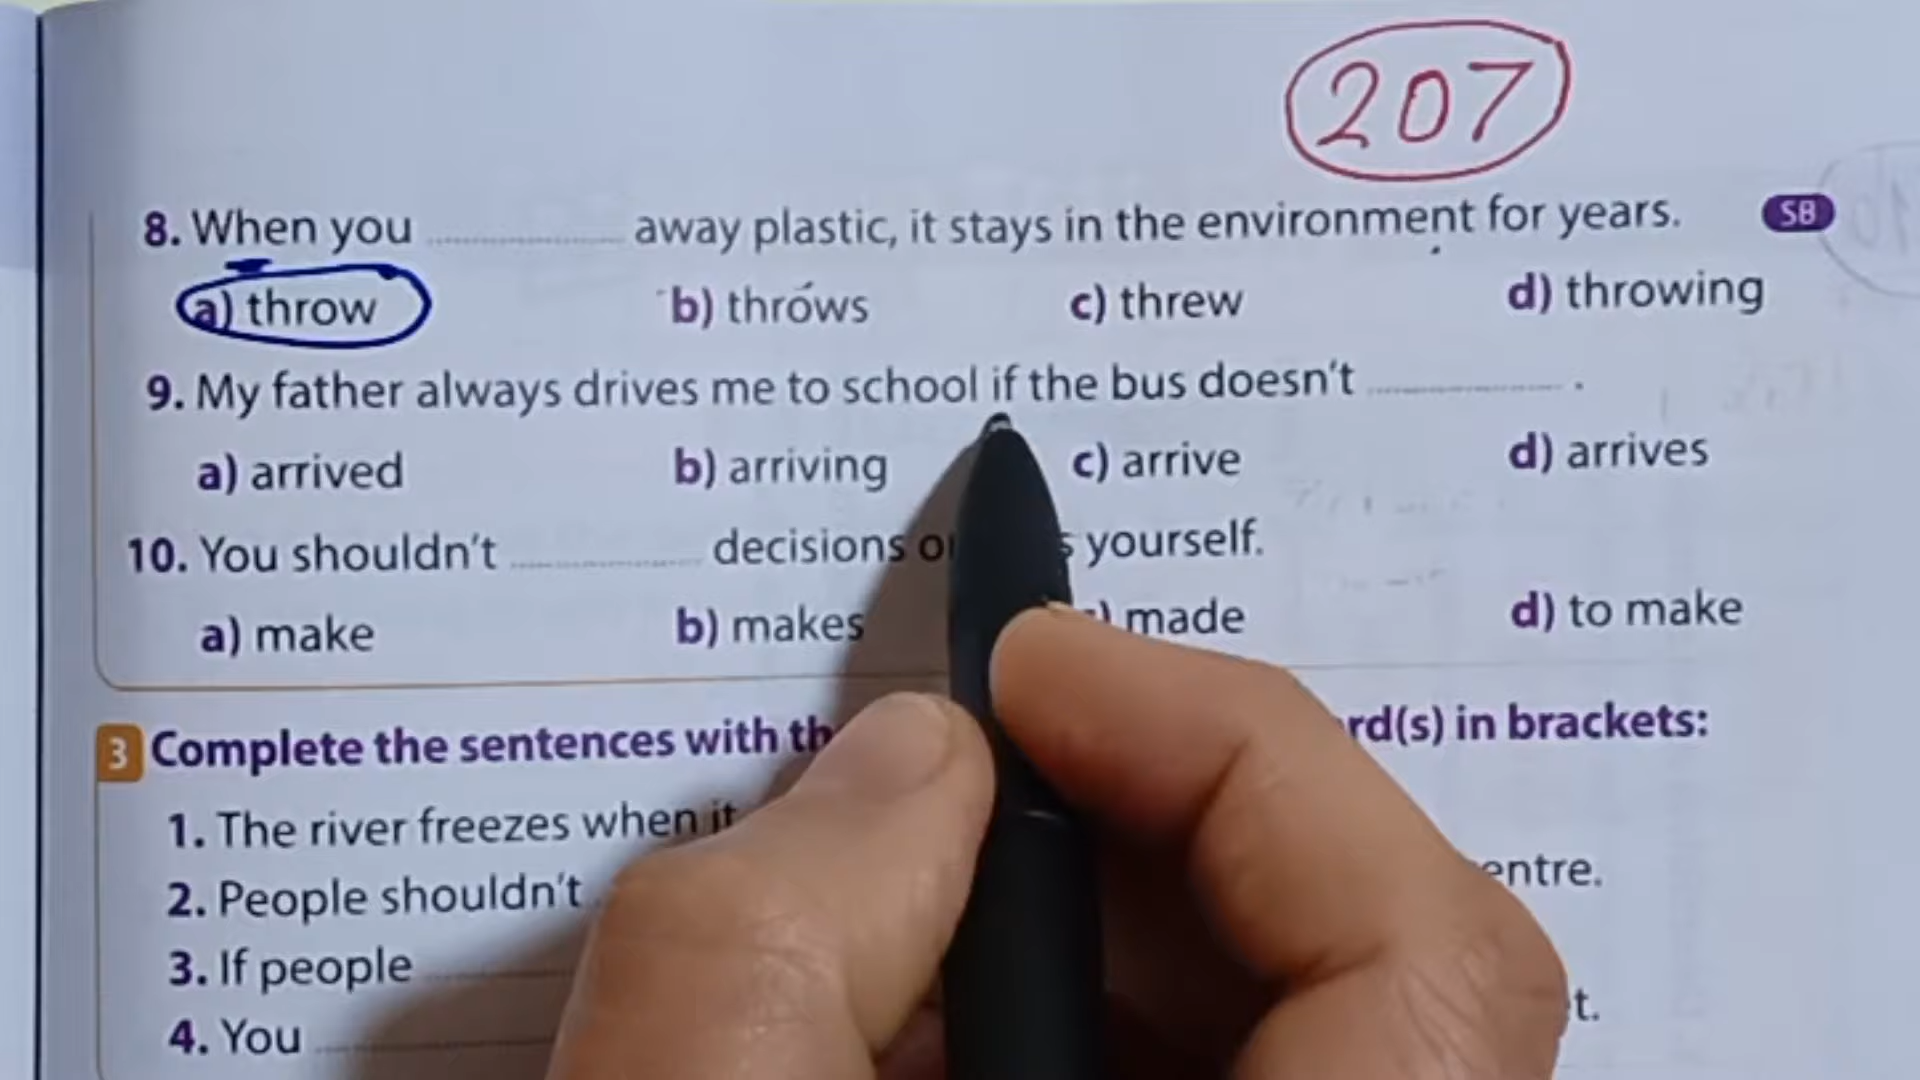 207
8. When you ............ away plastic, it stays in the environment for years. SB
a) throw b) throws c) threw d) throwing
9. My father always drives me to school if the bus doesn't ............ .
a) arrived b) arriving c) arrive d) arrives
10. You shouldn't ............ decisions yourself.
a) make b) makes made d) to make
3 Complete the sentences with in brackets:
1. The river freezes when it
2. People shouldn't
3. If people
4. You